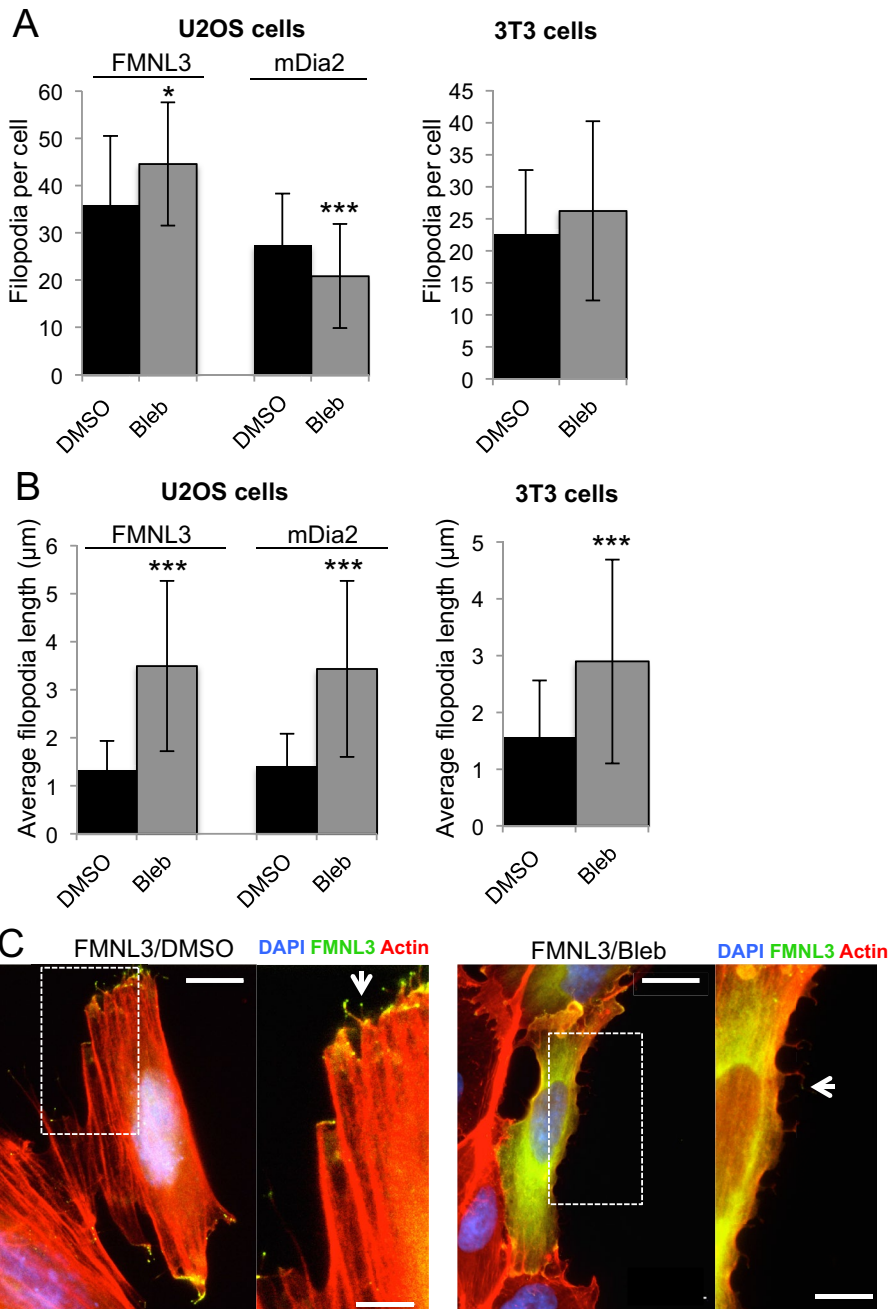 A
U2OS cells
3T3 cells
FMNL3
mDia2
Filopodia per cell
60
50
40
30
20
10
0
*
***
DMSO
Bleb
DMSO
Bleb
Filopodia per cell
45
40
35
30
25
20
15
10
5
0
DMSO
Bleb
B
U2OS cells
3T3 cells
FMNL3
mDia2
Average filopodia length (µm)
6
5
4
3
2
1
0
***
***
DMSO
Bleb
DMSO
Bleb
Average filopodia length (µm)
5
4
3
2
1
0
***
DMSO
Bleb
C
FMNL3/DMSO
DAPI FMNL3 Actin
FMNL3/Bleb
DAPI FMNL3 Actin